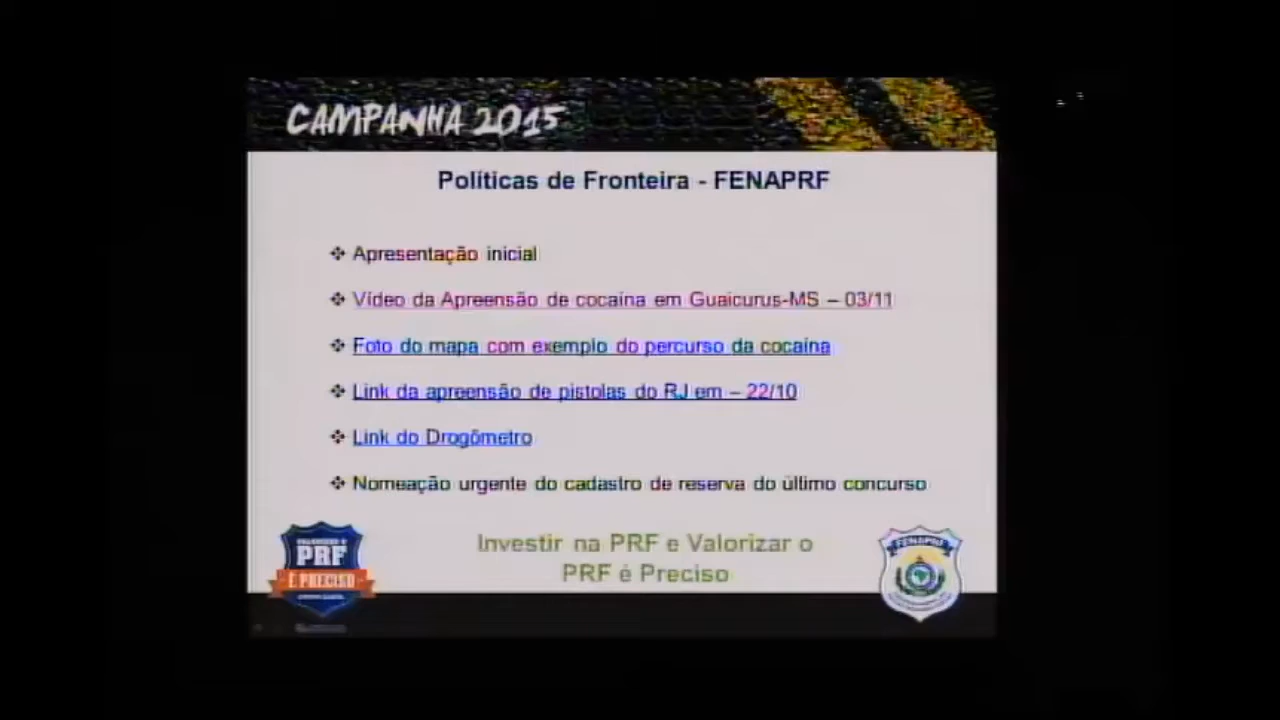 CAMPANHA 2015
Políticas de Fronteira - FENAPRF
❖ Apresentação inicial
❖ Vídeo da Apreensão de cocaína em Guaicurus-MS – 03/11
❖ Foto do mapa com exemplo do percurso da cocaína
❖ Link da apreensão de pistolas do RJ em – 22/10
❖ Link do Drogômetro
❖ Nomeação urgente do cadastro de reserva do último concurso
Investir na PRF e Valorizar o
PRF é Preciso
VALORIZAR O
PRF
É PRECISO
FENAPRF